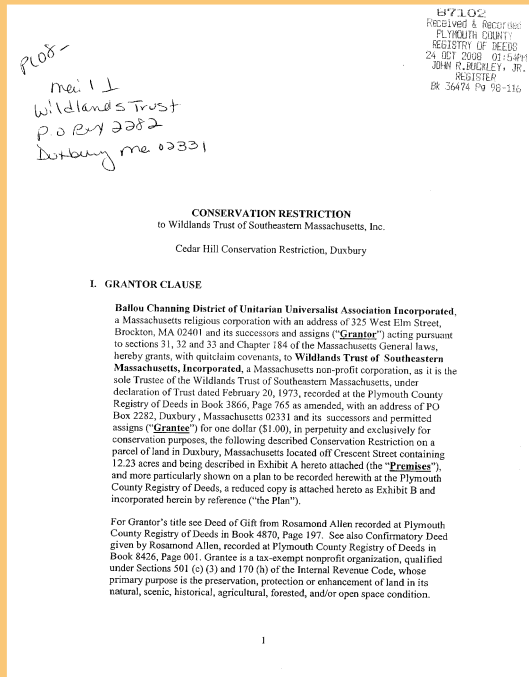 87102
Received & Recorded
PLYMOUTH COUNTY
REGISTRY OF DEEDS
24 OCT 2008 01:54PM
JOHN R.BUCKLEY, JR.
REGISTER
Bk 36474 Pg 98-116
Wildlands Trust
P.O Box 2282
Duxbury Ma 02331
CONSERVATION RESTRICTION
to Wildlands Trust of Southeastern Massachusetts, Inc.
Cedar Hill Conservation Restriction, Duxbury
I. GRANTOR CLAUSE
Ballou Channing District of Unitarian Universalist Association Incorporated,
a Massachusetts religious corporation with an address of 325 West Elm Street,
Brockton, MA 02401 and its successors and assigns ("Grantor") acting pursuant
to sections 31, 32 and 33 and Chapter 184 of the Massachusetts General laws,
hereby grants, with quitclaim covenants, to Wildlands Trust of Southeastern
Massachusetts, Incorporated, a Massachusetts non-profit corporation, as it is the
sole Trustee of the Wildlands Trust of Southeastern Massachusetts, under
declaration of Trust dated February 20, 1973, recorded at the Plymouth County
Registry of Deeds in Book 3866, Page 765 as amended, with an address of PO
Box 2282, Duxbury , Massachusetts 02331 and its successors and permitted
assigns ("Grantee") for one dollar ($1.00), in perpetuity and exclusively for
conservation purposes, the following described Conservation Restriction on a
parcel of land in Duxbury, Massachusetts located off Crescent Street containing
12.23 acres and being described in Exhibit A hereto attached (the "Premises"),
and more particularly shown on a plan to be recorded herewith at the Plymouth
County Registry of Deeds, a reduced copy is attached hereto as Exhibit B and
incorporated herein by reference ("the Plan").
For Grantor's title see Deed of Gift from Rosamond Allen recorded at Plymouth
County Registry of Deeds in Book 4870, Page 197. See also Confirmatory Deed
given by Rosamond Allen, recorded at Plymouth County Registry of Deeds in
Book 8426, Page 001. Grantee is a tax-exempt nonprofit organization, qualified
under Sections 501 (c) (3) and 170 (h) of the Internal Revenue Code, whose
primary purpose is the preservation, protection or enhancement of land in its
natural, scenic, historical, agricultural, forested, and/or open space condition.
1